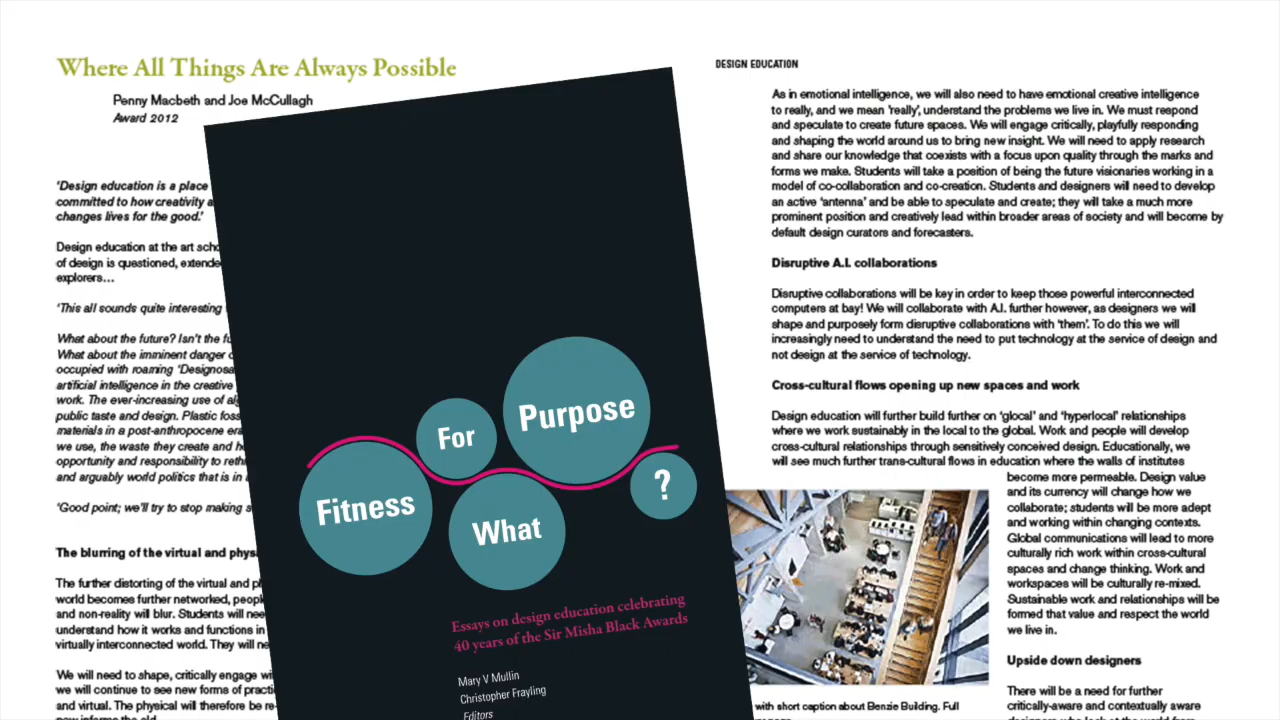 Where All Things Are Always Possible
Penny Macbeth and Joe McCullagh
Award 2012
'Design education is a place
committed to how creativity
changes lives for the good.'
Design education at the art
of design is questioned,
explorers...
'This all sounds quite interesting
What about the future? Isn't the
What about the imminent danger
occupied with roaming
artificial intelligence in the creative
work. The ever-increasing use of
public taste and design. Plastic
materials in a post-anthropocene
we use, the waste they create and
opportunity and responsibility to
and arguably world politics that is in
'Good point; we'll try to stop making
The blurring of the virtual and
The further distorting of the virtual and
world becomes further networked,
and non-reality will blur. Students will
understand how it works and functions in
virtually interconnected world. They will
We will need to shape, critically engage
we will continue to see new forms of
and virtual. The physical will therefore be re-
new informs the old.
Fitness
For
What
Purpose
?
Essays on design education celebrating
40 years of the Sir Misha Black Awards
Mary V Mullin
Christopher Frayling
Editors
DESIGN EDUCATION
As in emotional intelligence, we will also need to have emotional creative intelligence
to really, and we mean 'really', understand the problems we live in. We must respond
and speculate to create future spaces. We will engage critically, playfully responding
and shaping the world around us to bring new insight. We will need to apply research
and share our knowledge that coexists with a focus upon quality through the marks and
forms we make. Students will take a position of being the future visionaries working in a
model of co-collaboration and co-creation. Students and designers will need to develop
an active 'antenna' and be able to speculate and create; they will take a much more
prominent position and creatively lead within broader areas of society and will become by
default design curators and forecasters.
Disruptive A.I. collaborations
Disruptive collaborations will be key in order to keep those powerful interconnected
computers at bay! We will collaborate with A.I. further however, as designers we will
shape and purposely form disruptive collaborations with 'them'. To do this we will
increasingly need to understand the need to put technology at the service of design and
not design at the service of technology.
Cross-cultural flows opening up new spaces and work
Design education will further build further on 'glocal' and 'hyperlocal' relationships
where we work sustainably in the local to the global. Work and people will develop
cross-cultural relationships through sensitively conceived design. Educationally, we
will see much further trans-cultural flows in education where the walls of institutes
become more permeable. Design value
and its currency will change how we
collaborate; students will be more adept
and working within changing contexts.
Global communications will lead to more
culturally rich work within cross-cultural
spaces and change thinking. Work and
workspaces will be culturally re-mixed.
Sustainable work and relationships will be
formed that value and respect the world
we live in.
Upside down designers
There will be a need for further
critically-aware and contextually aware
designers who look at the world from
with short caption about Benzie Building. Full